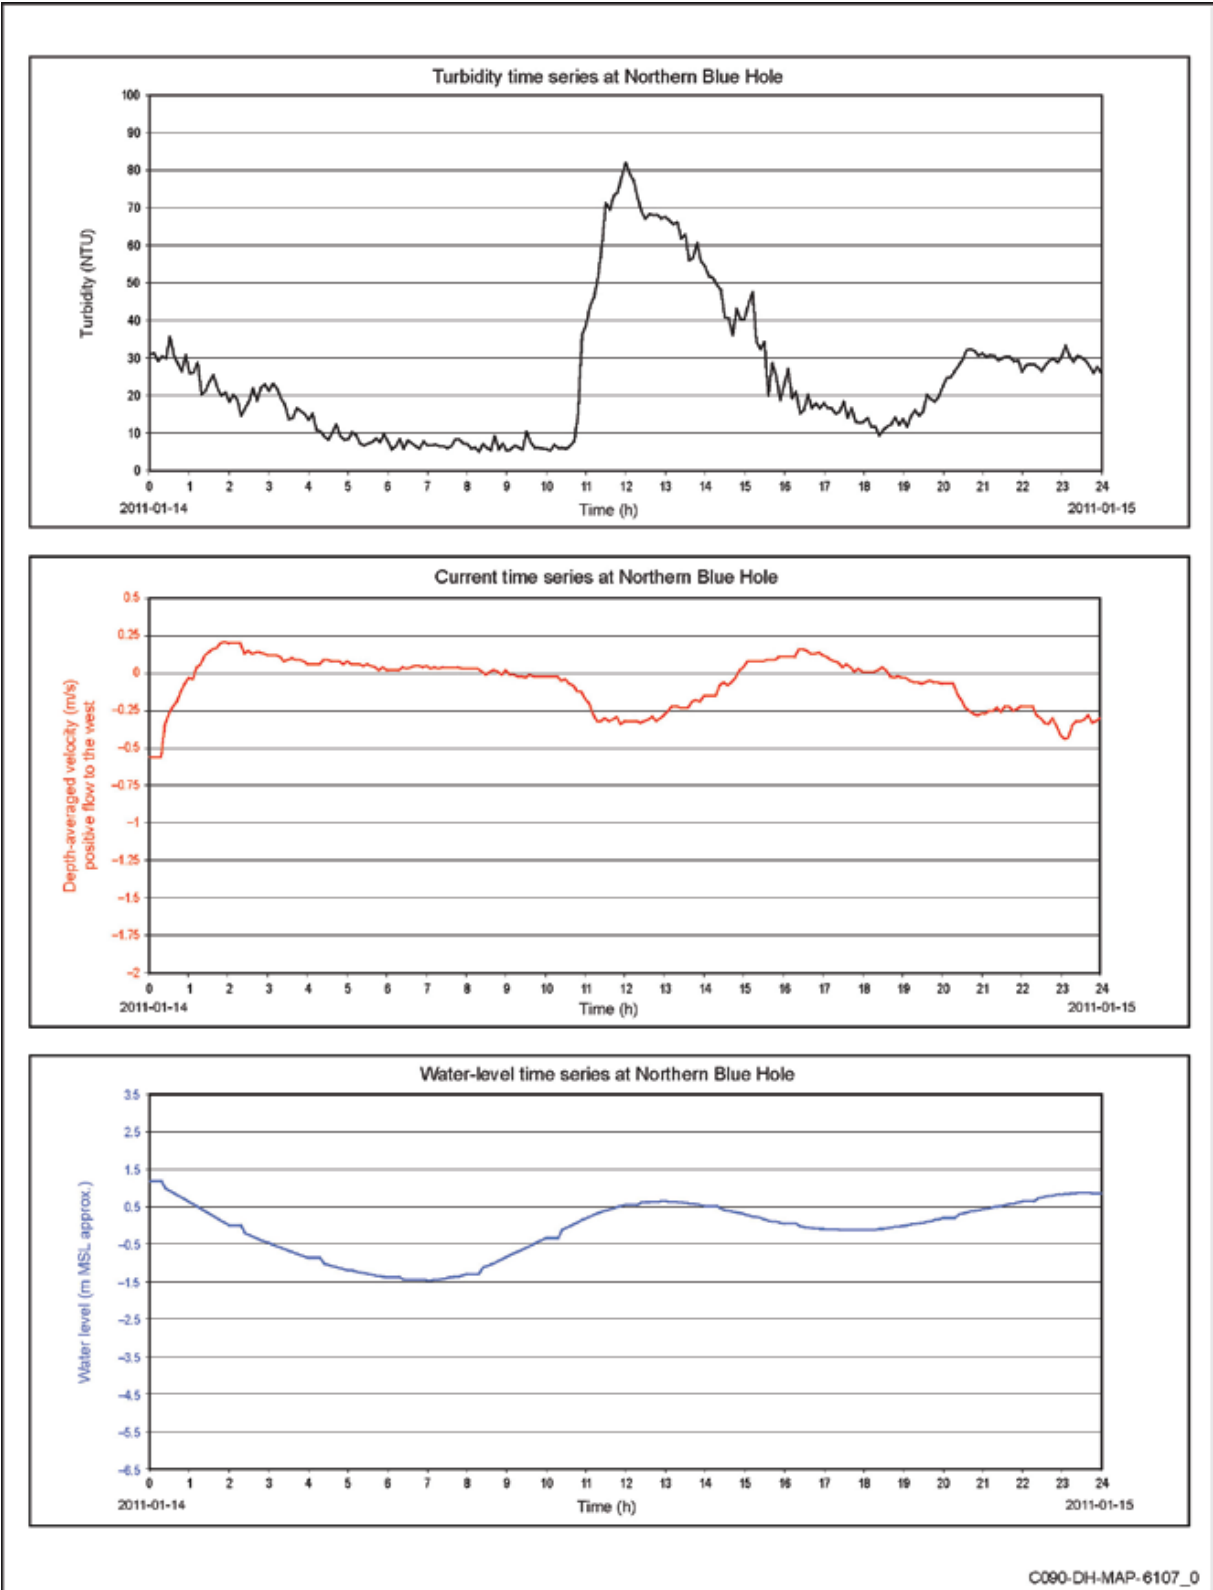 Turbidity time series at Northern Blue Hole
Turbidity (NTU)
100
90
80
70
60
50
40
30
20
10
0
0 1 2 3 4 5 6 7 8 9 10 11 12 13 14 15 16 17 18 19 20 21 22 23 24
2011-01-14 Time (h) 2011-01-15
Current time series at Northern Blue Hole
Depth-averaged velocity (m/s)
positive flow to the west
0.5
0.25
0
−0.25
−0.5
−0.75
−1
−1.25
−1.5
−1.75
−2
0 1 2 3 4 5 6 7 8 9 10 11 12 13 14 15 16 17 18 19 20 21 22 23 24
2011-01-14 Time (h) 2011-01-15
Water-level time series at Northern Blue Hole
Water level (m MSL approx.)
3.5
2.5
1.5
0.5
−0.5
−1.5
−2.5
−3.5
−4.5
−5.5
−6.5
0 1 2 3 4 5 6 7 8 9 10 11 12 13 14 15 16 17 18 19 20 21 22 23 24
2011-01-14 Time (h) 2011-01-15
C090-DH-MAP-6107_0